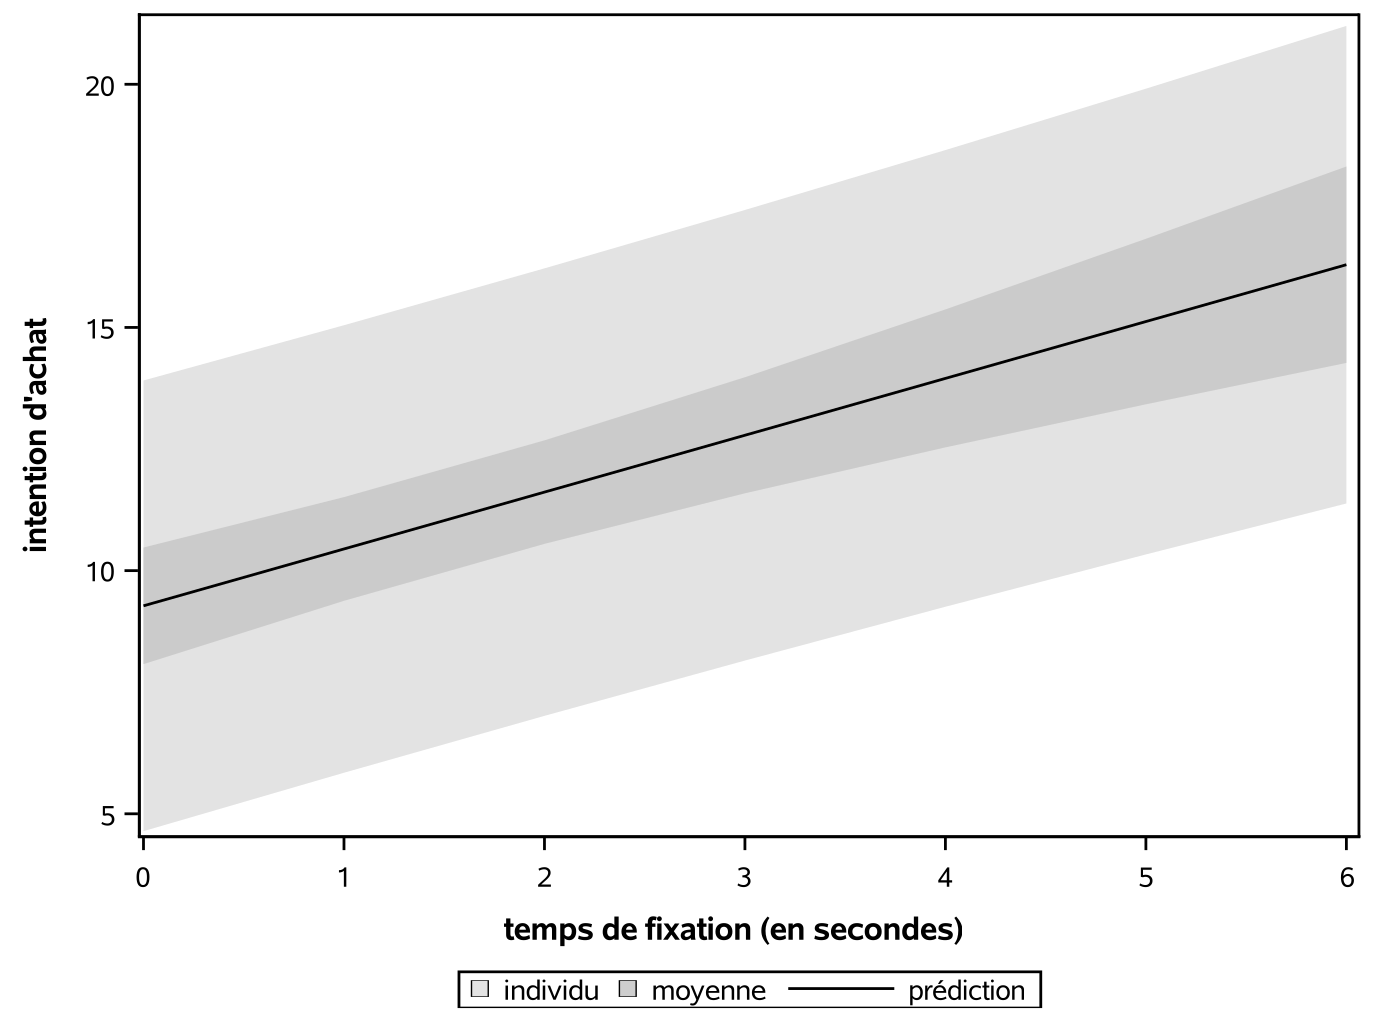 20
15
10
5
intention d'achat
0 1 2 3 4 5 6
temps de fixation (en secondes)
individu moyenne prédiction